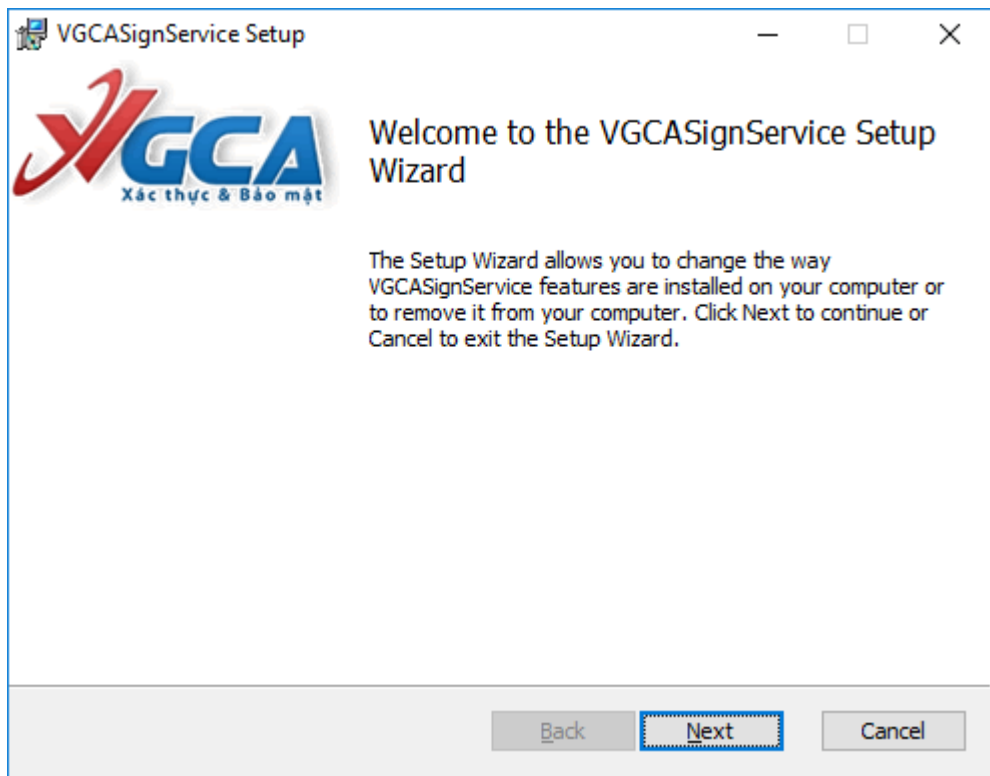 VGCASignService Setup
VGCA
Xác thực & Bảo mật
Welcome to the VGCASignService Setup
Wizard
The Setup Wizard allows you to change the way
VGCASignService features are installed on your computer or
to remove it from your computer. Click Next to continue or
Cancel to exit the Setup Wizard.
Back Next Cancel